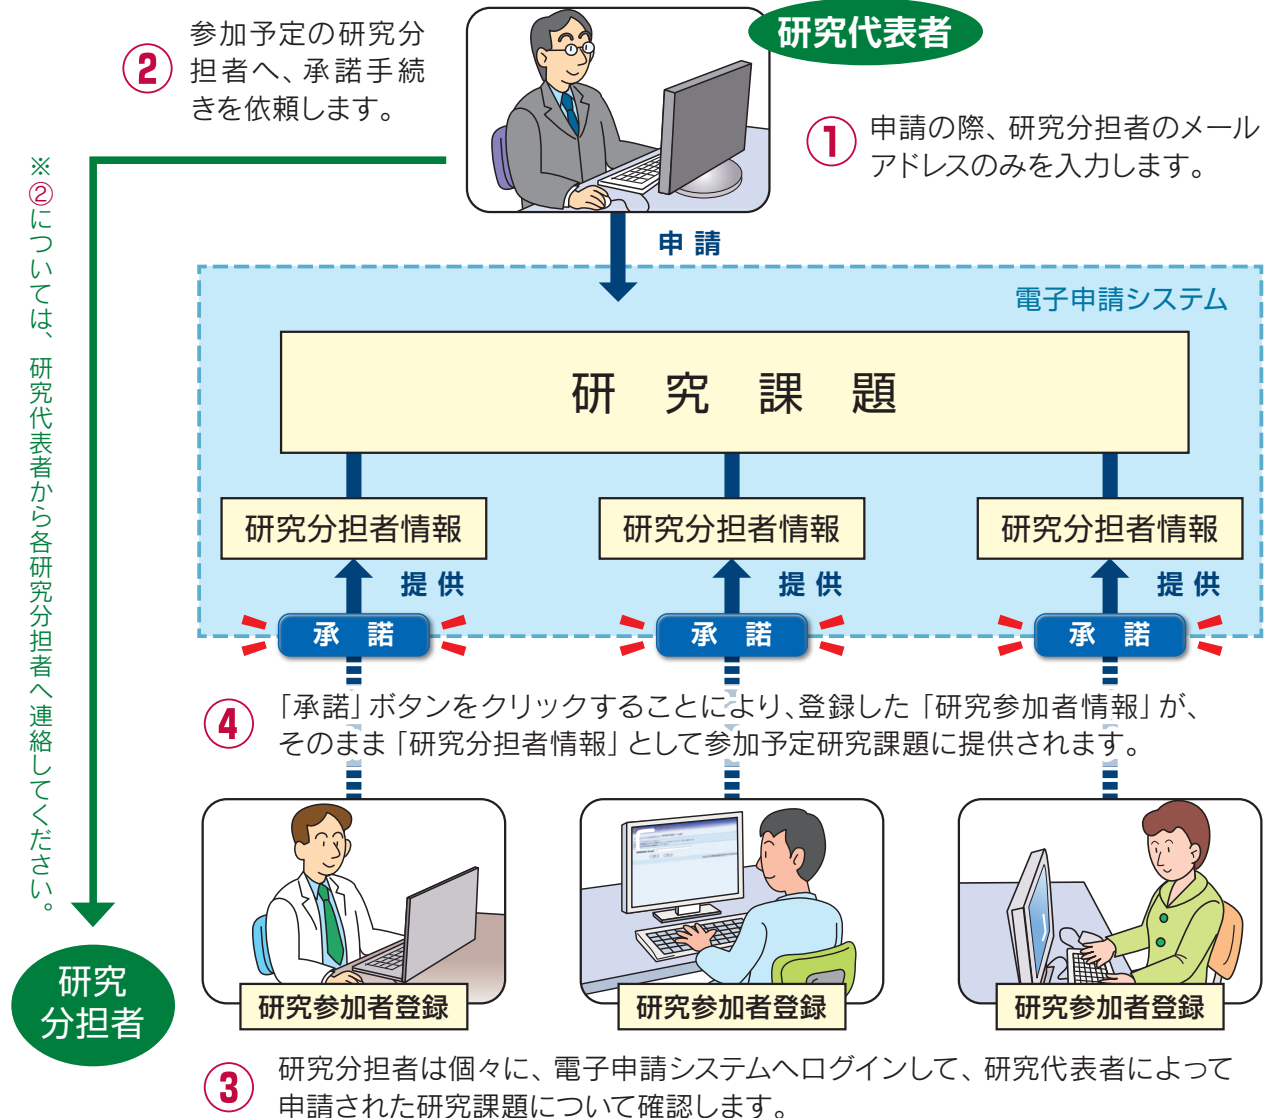 研究代表者
① 申請の際、研究分担者のメール
アドレスのみを入力します。
② 参加予定の研究分
担者へ、承諾手続
きを依頼します。
※②については、研究代表者から各研究分担者へ連絡してください。
申 請
電子申請システム
研 究 課 題
研究分担者情報 研究分担者情報 研究分担者情報
提 供 提 供 提 供
承 諾 承 諾 承 諾
④ 「承諾」ボタンをクリックすることにより、登録した「研究参加者情報」が、
そのまま「研究分担者情報」として参加予定研究課題に提供されます。
研究
分担者
研究参加者登録 研究参加者登録 研究参加者登録
③ 研究分担者は個々に、電子申請システムへログインして、研究代表者によって
申請された研究課題について確認します。